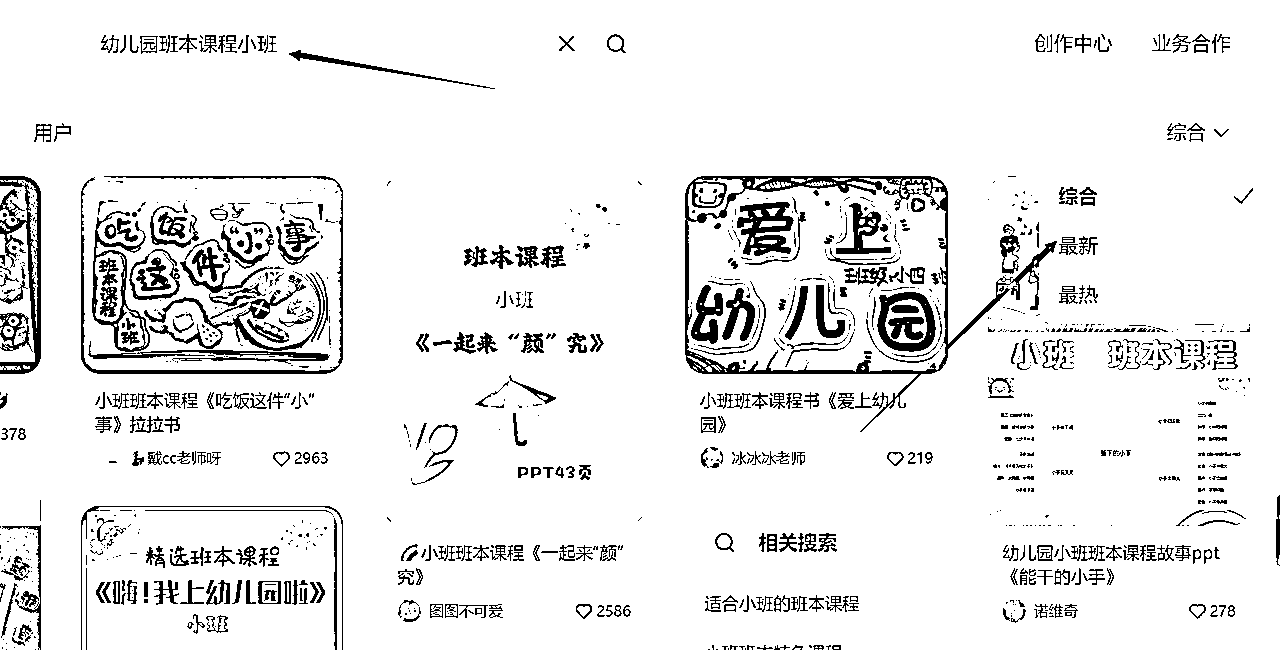 幼儿园班本课程小班
创作中心
业务合作
用户
综合
综合
最新
最热
吃饭这件小事
班本课程
小班
小班班本课程《吃饭这件“小”
事》拉拉书
戴cc老师呀
2963
378
班本课程
小班
《一起来“颜”究》
PPT43页
小班班本课程《一起来“颜”
究》
图图不可爱
2586
爱上
班级:小四班
幼儿园
小班班本课程书《爱上幼儿
园》
冰冰冰老师
219
小班 班本课程
能干的小手
幼儿园小班班本课程故事ppt
《能干的小手》
诺维奇
278
精选班本课程
《嗨!我上幼儿园啦》
小班
相关搜索
适合小班的班本课程
小班班本特色课程